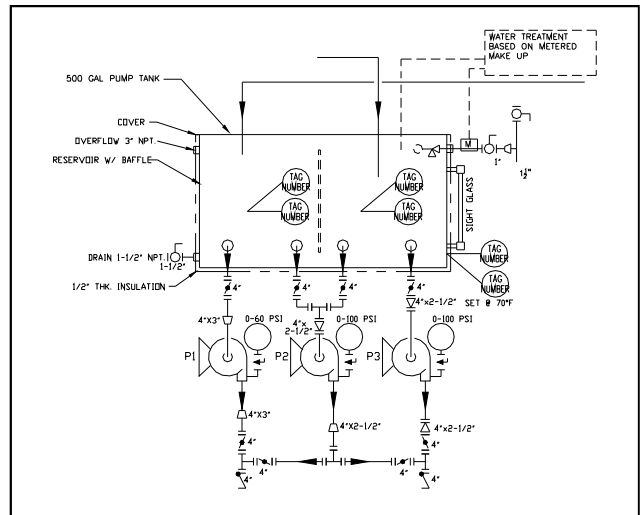 WATER TREATMENT
BASED ON METERED
MAKE UP
500 GAL PUMP TANK
COVER
OVERFLOW 3" NPT.
RESERVOIR W/ BAFFLE
M
1"
1½"
TAG
NUMBER
TAG
NUMBER
TAG
NUMBER
TAG
NUMBER
SIGHT GLASS
DRAIN 1-1/2" NPT.
1-1/2"
TAG
NUMBER
TAG
NUMBER
1/2" THK. INSULATION
SET @ 70°F
4"
4"
4"
4"
4"X3"
0-60 PSI
4"x
2-1/2"
0-100 PSI
4"x2-1/2"
0-100 PSI
P1
P2
P3
4"X3"
4"X2-1/2"
4"x2-1/2"
4"
4"
4"
4"
4"
4"